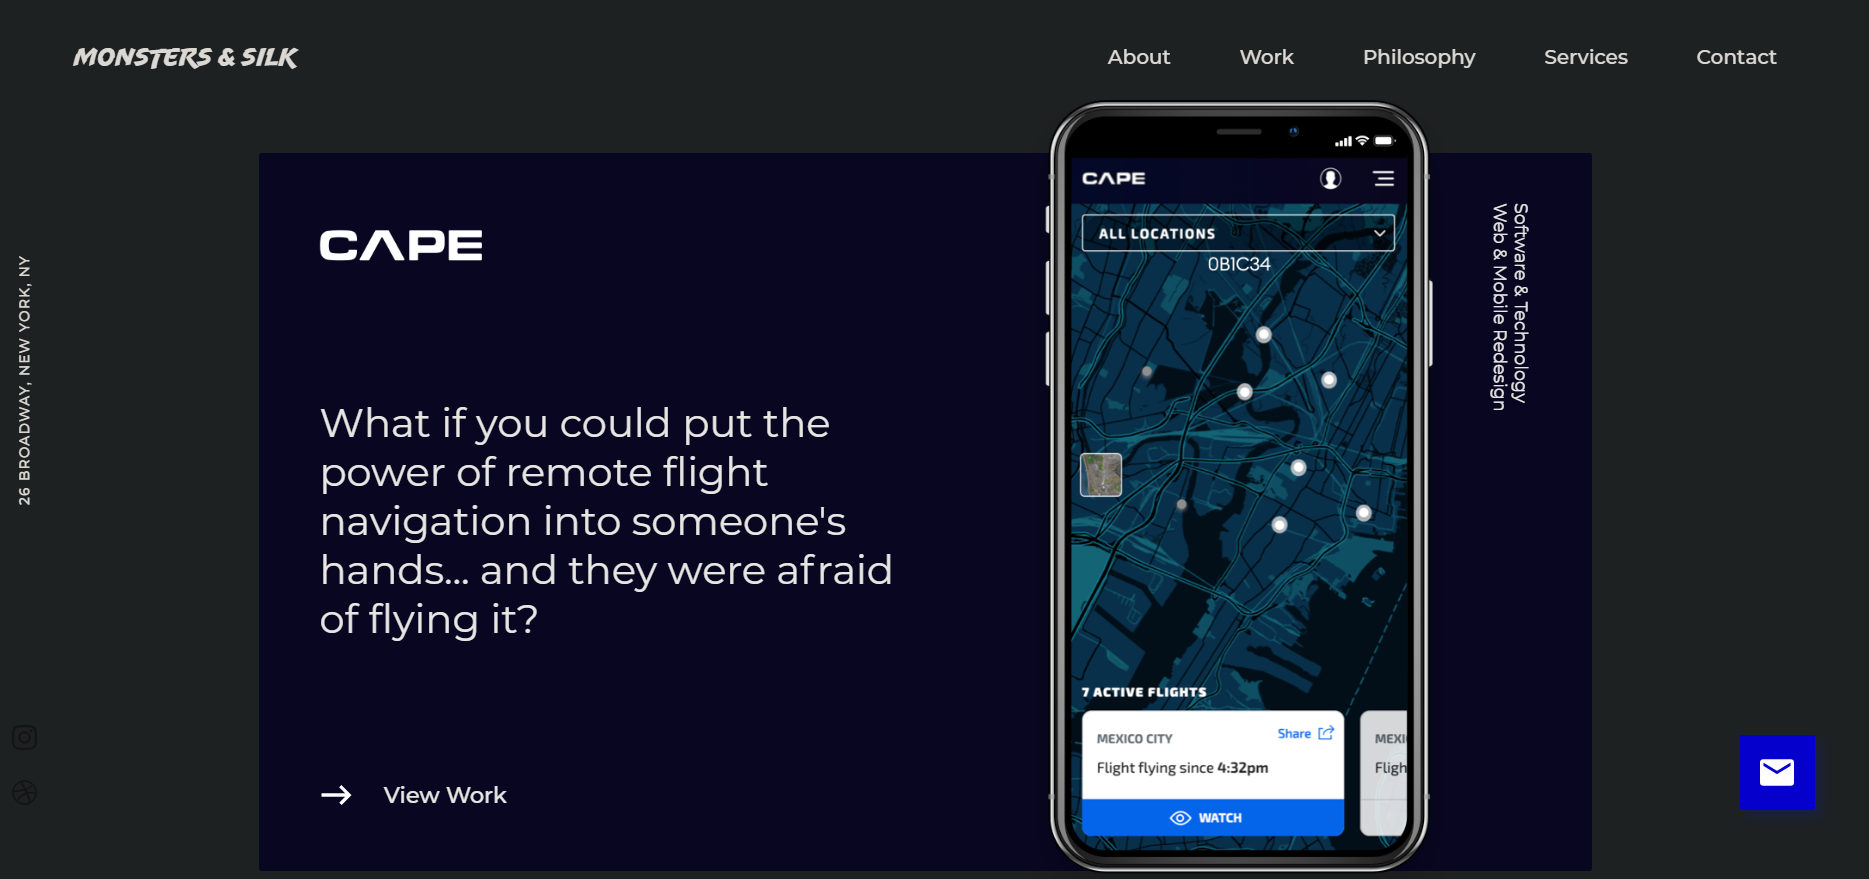 MONSTERS & SILK
About
Work
Philosophy
Services
Contact
26 BROADWAY, NEW YORK, NY
CAPE
What if you could put the
power of remote flight
navigation into someone's
hands... and they were afraid
of flying it?
View Work
CAPE
ALL LOCATIONS
0B1C34
7 ACTIVE FLIGHTS
MEXICO CITY
Share
Flight flying since 4:32pm
WATCH
MEXI
Fligh
Software & Technology
Web & Mobile Redesign